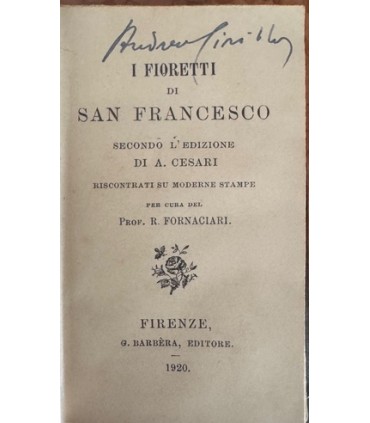 I FIORETTI
DI
SAN FRANCESCO
SECONDO L'EDIZIONE
DI A. CESARI
RISCONTRATI SU MODERNE STAMPE
PER CURA DEL
PROF. R. FORNACIARI.
FIRENZE,
G. BARBÈRA, EDITORE.
—
1920.